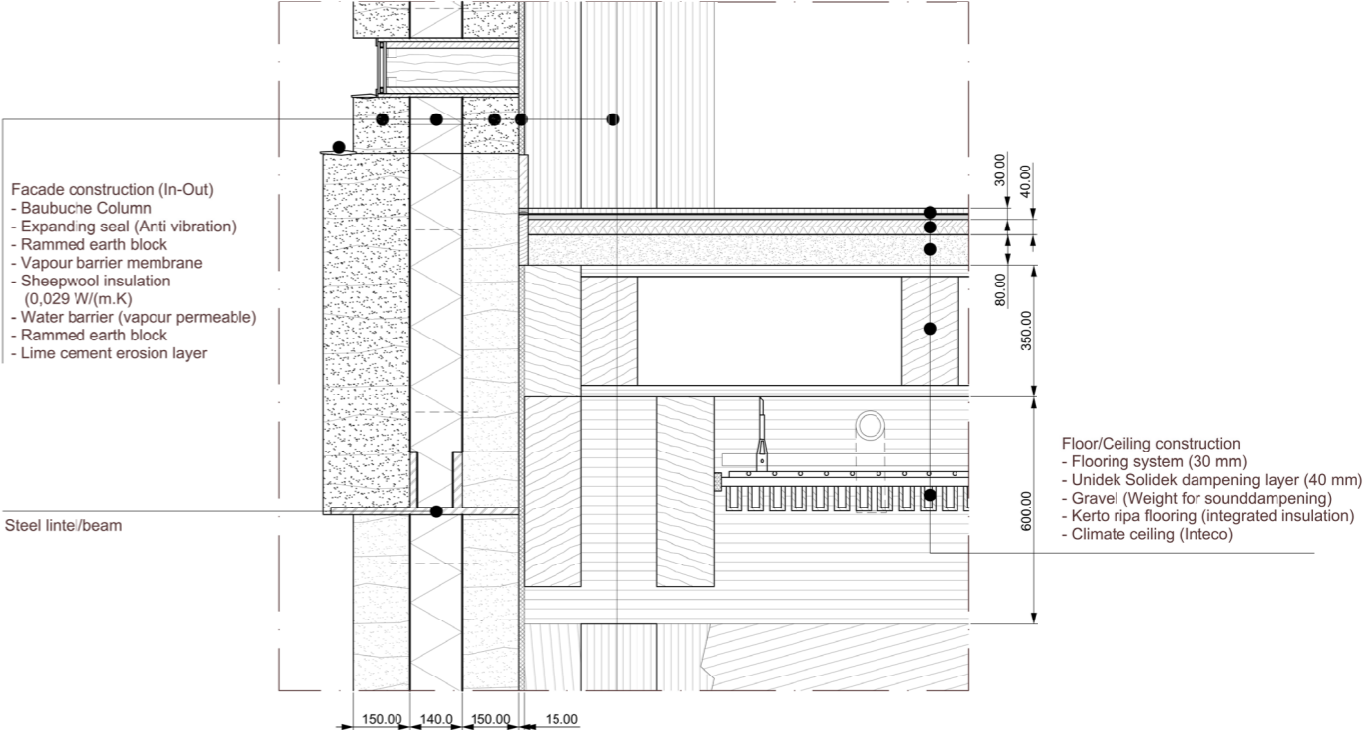 Facade construction (In-Out)
- Baubuche Column
- Expanding seal (Anti vibration)
- Rammed earth block
- Vapour barrier membrane
- Sheepwool insulation
(0,029 W/(m.K)
- Water barrier (vapour permeable)
- Rammed earth block
- Lime cement erosion layer
Steel lintel/beam
30.00
40.00
80.00
350.00
600.00
Floor/Ceiling construction
- Flooring system (30 mm)
- Unidek Solidek dampening layer (40 mm)
- Gravel (Weight for sounddampening)
- Kerto ripa flooring (integrated insulation)
- Climate ceiling (Inteco)
150.00 140.0 150.00 15.00